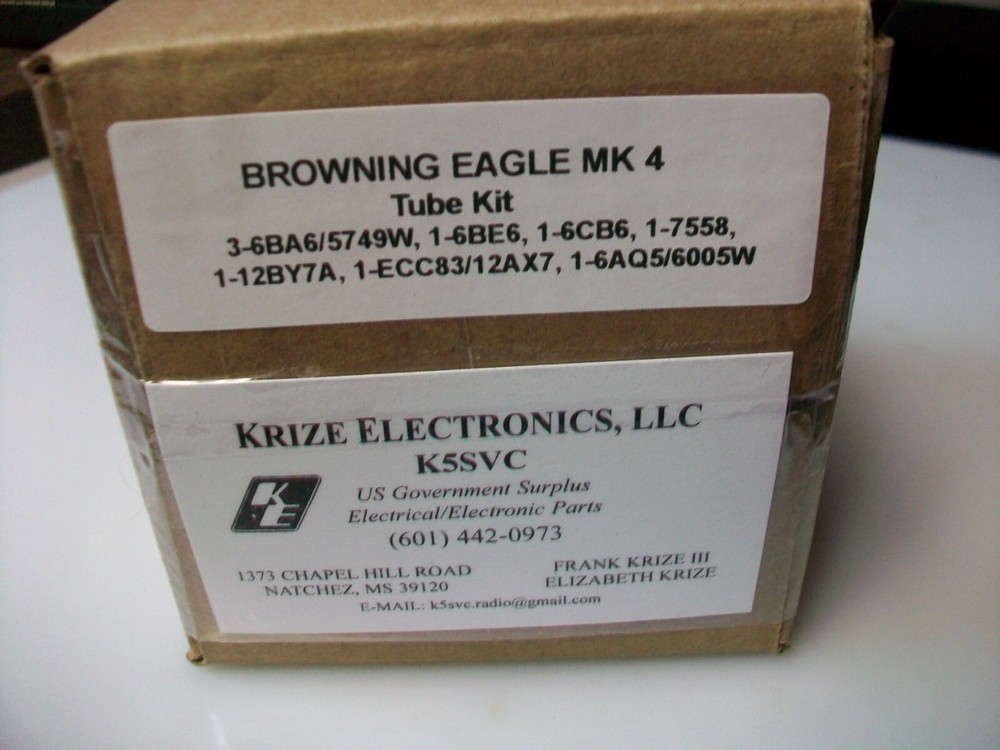 BROWNING EAGLE MK 4
Tube Kit
3-6BA6/5749W, 1-6BE6, 1-6CB6, 1-7558,
1-12BY7A, 1-ECC83/12AX7, 1-6AQ5/6005W
KRIZE ELECTRONICS, LLC
K5SVC
KE
US Government Surplus
Electrical/Electronic Parts
(601) 442-0973
1373 CHAPEL HILL ROAD
NATCHEZ, MS 39120
FRANK KRIZE III
ELIZABETH KRIZE
E-MAIL: k5svc.radio@gmail.com